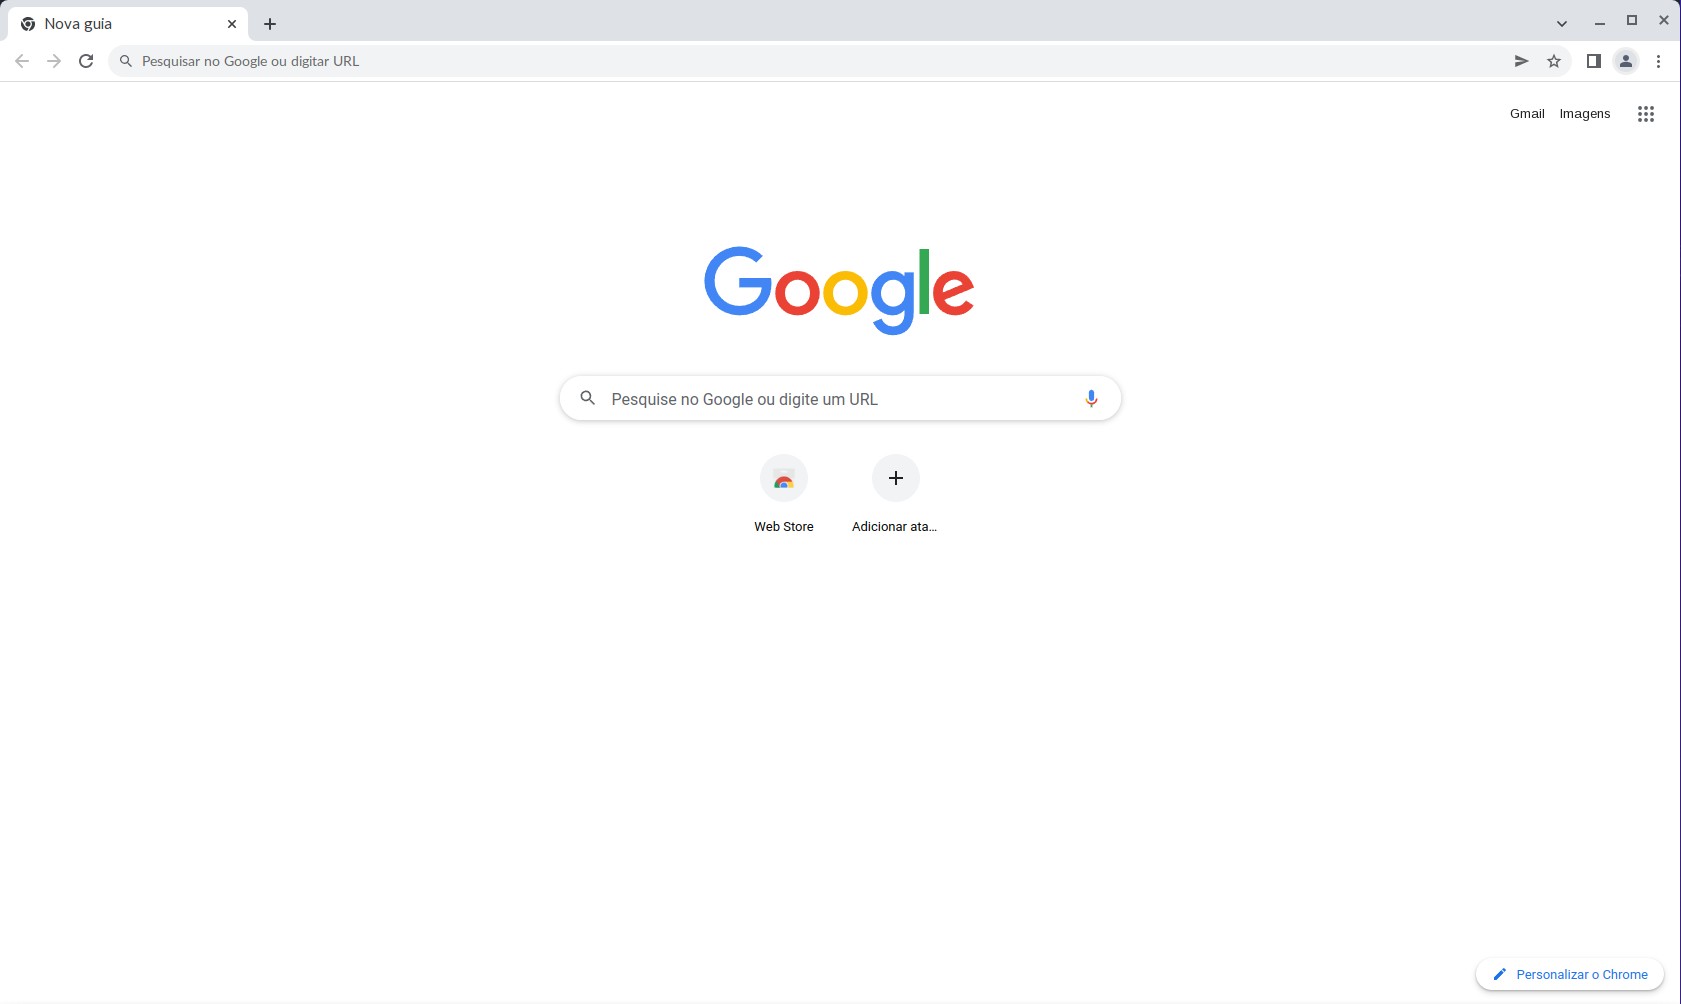 Nova guia
Pesquisar no Google ou digitar URL
Gmail Imagens
Google
Pesquise no Google ou digite um URL
Web Store Adicionar ata...
Personalizar o Chrome